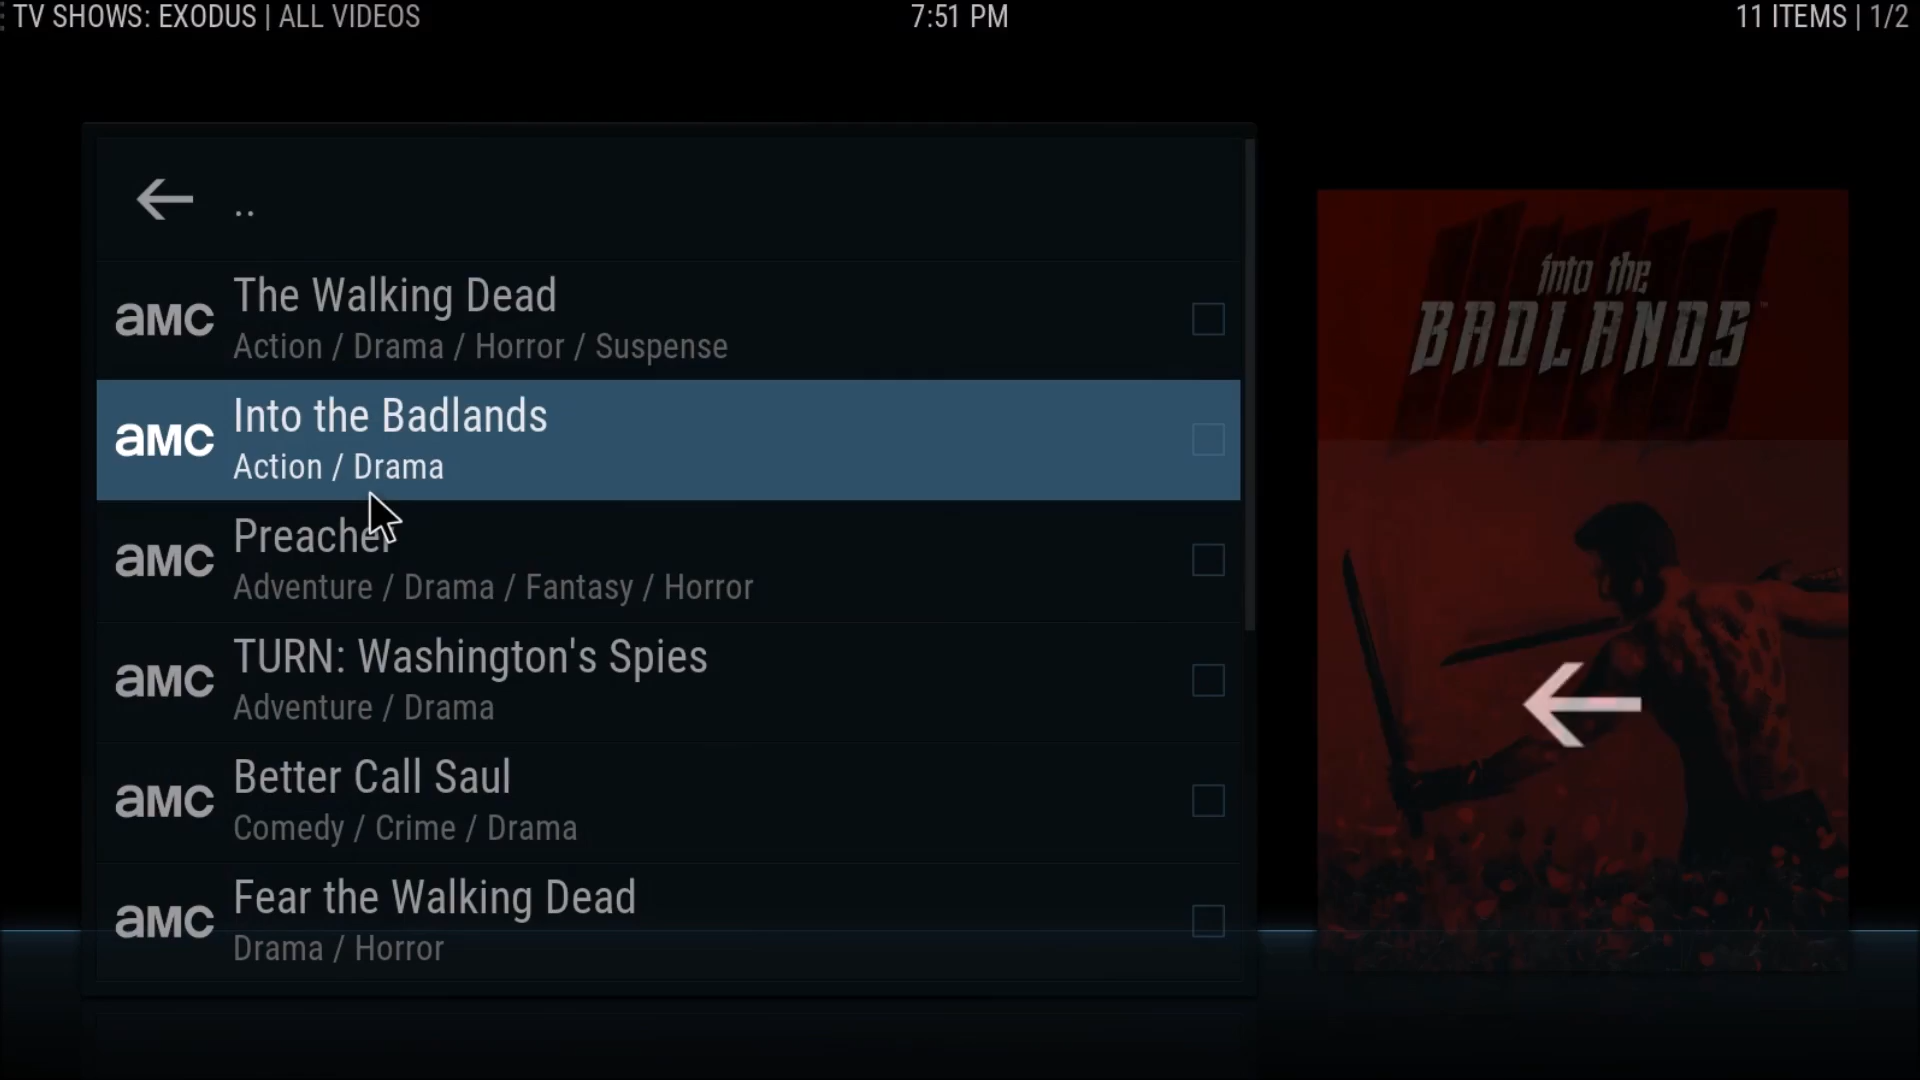 TV SHOWS: EXODUS | ALL VIDEOS
7:51 PM
11 ITEMS | 1/2
..
aMC
The Walking Dead
Action / Drama / Horror / Suspense
aMC
Into the Badlands
Action / Drama
aMC
Preacher
Adventure / Drama / Fantasy / Horror
aMC
TURN: Washington's Spies
Adventure / Drama
aMC
Better Call Saul
Comedy / Crime / Drama
aMC
Fear the Walking Dead
Drama / Horror
into the
BADLANDS